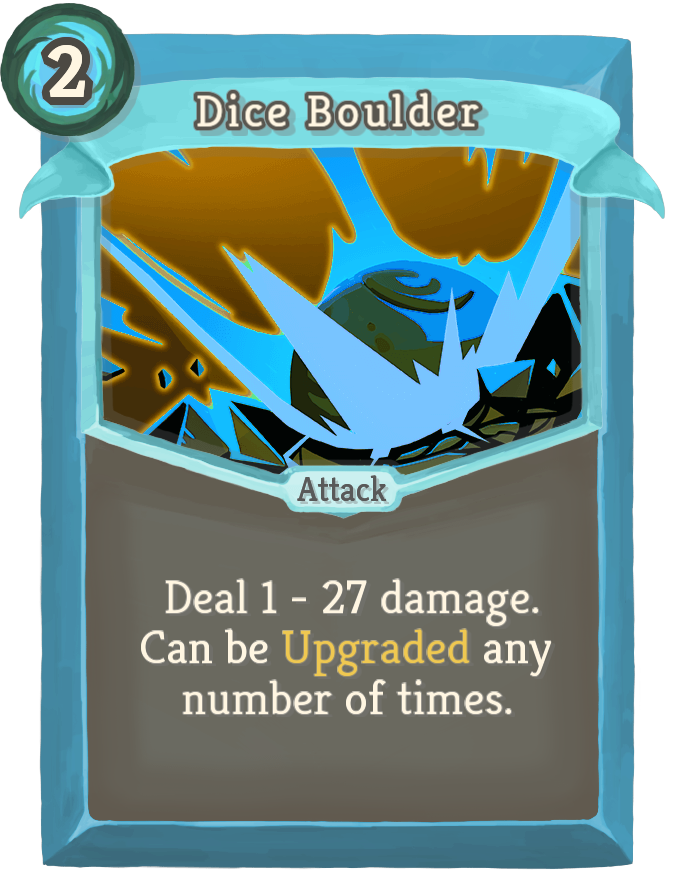 2
Dice Boulder
Attack
Deal 1 - 27 damage.
Can be Upgraded any
number of times.